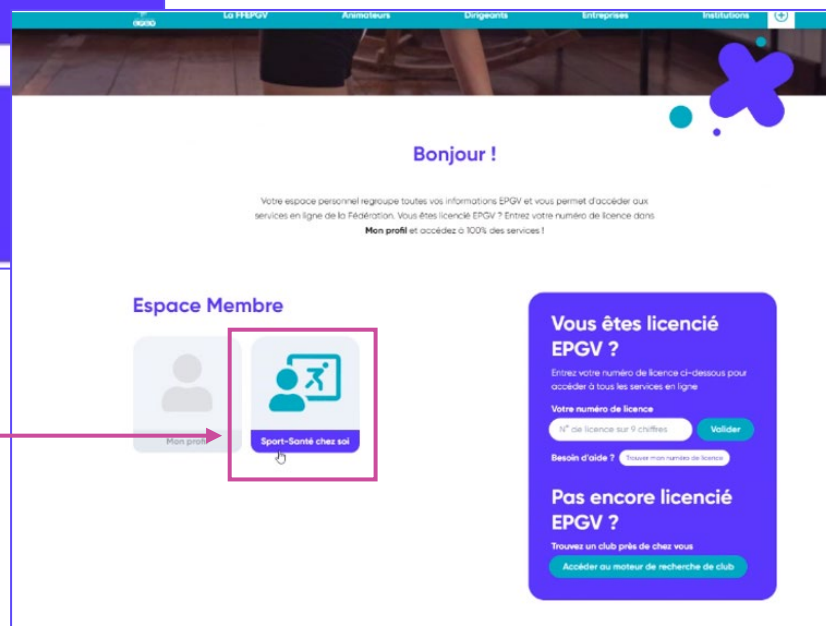 La FFEPGV Animateurs Dirigeants Entreprises Institutions
Bonjour !
Votre espace personnel regroupe toutes vos informations EPGV et vous permet d'accéder aux
services en ligne de la Fédération. Vous êtes licencié EPGV ? Entrez votre numéro de licence dans
Mon profil et accédez à 100% des services !
Espace Membre
Mon profil
Sport-Santé chez soi
Vous êtes licencié
EPGV ?
Entrez votre numéro de licence ci-dessous pour
accéder à tous les services en ligne
Votre numéro de licence
N° de licence sur 9 chiffres Valider
Besoin d'aide ? Trouver mon numéro de licence
Pas encore licencié
EPGV ?
Trouvez un club près de chez vous
Accéder au moteur de recherche de club